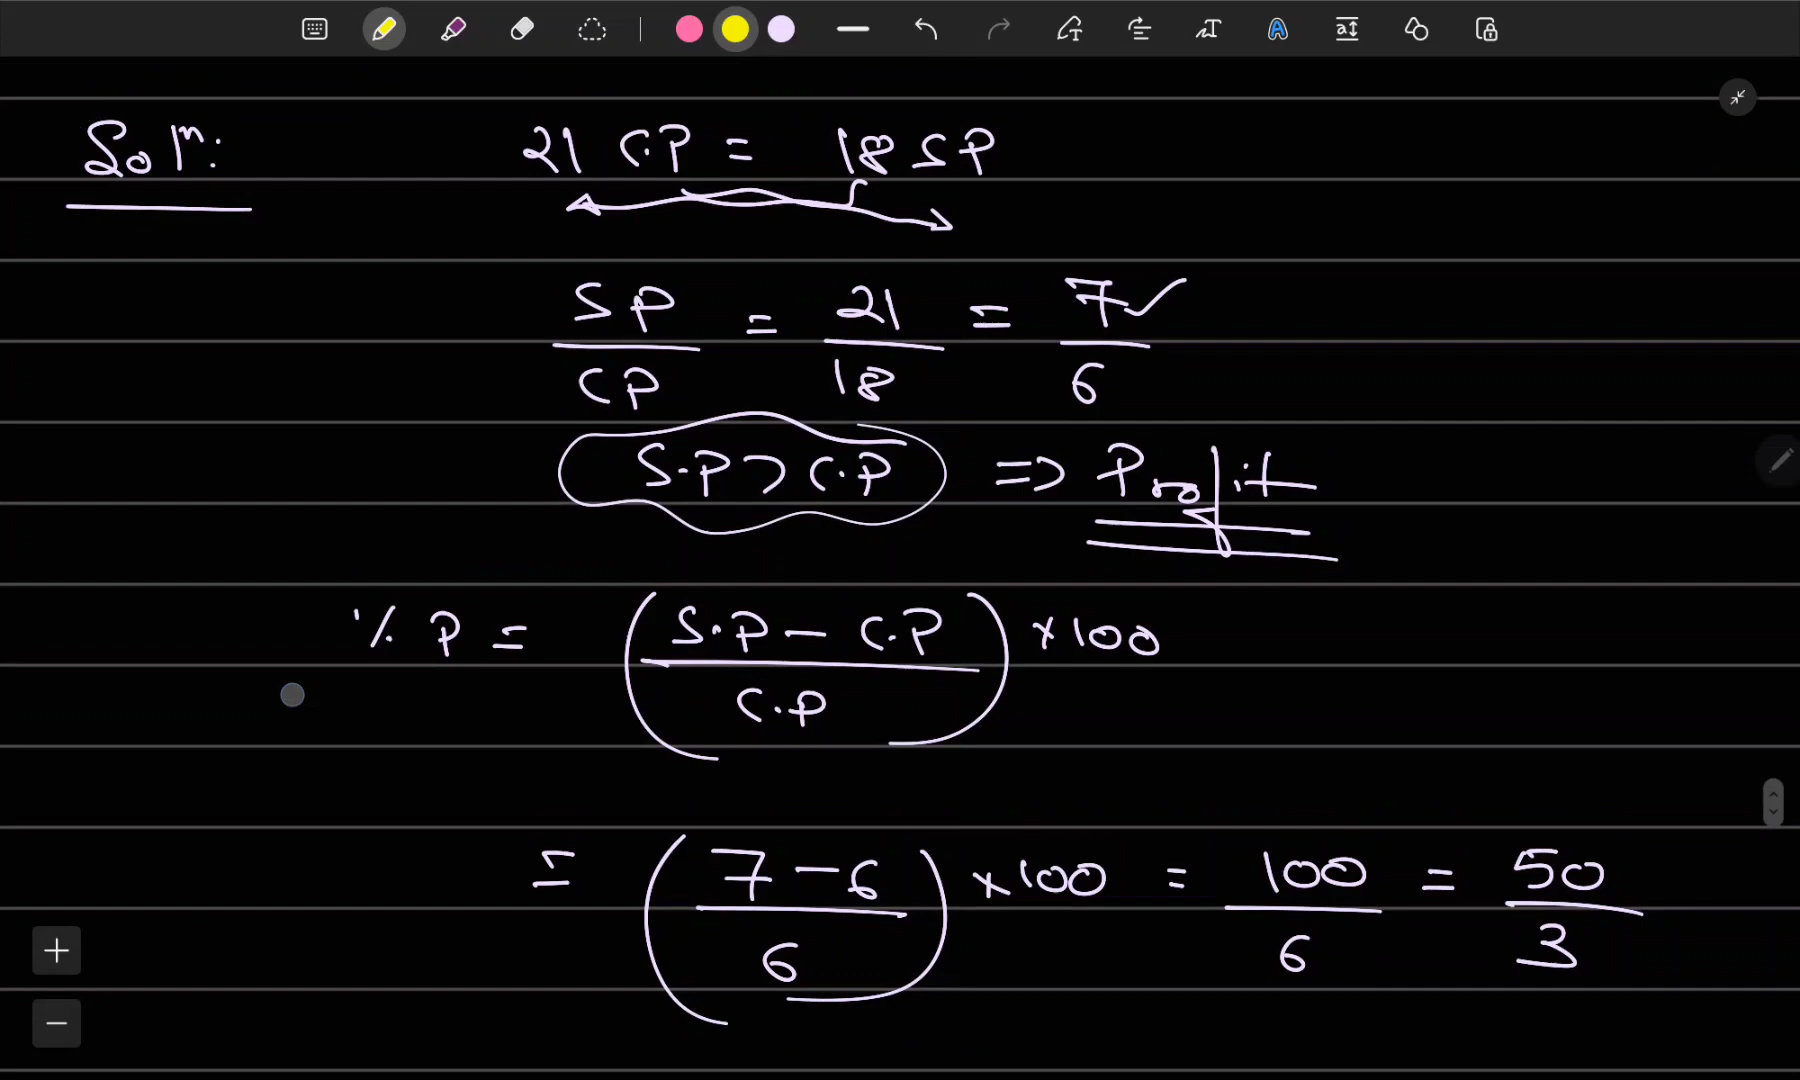 Solⁿ:
21 C.P = 18 SP
SP/CP = 21/18 = 7/6 ✓
S.P > C.P => Profit
% P = (S.P - C.P / C.P) × 100
= (7 - 6 / 6) × 100 = 100/6 = 50/3